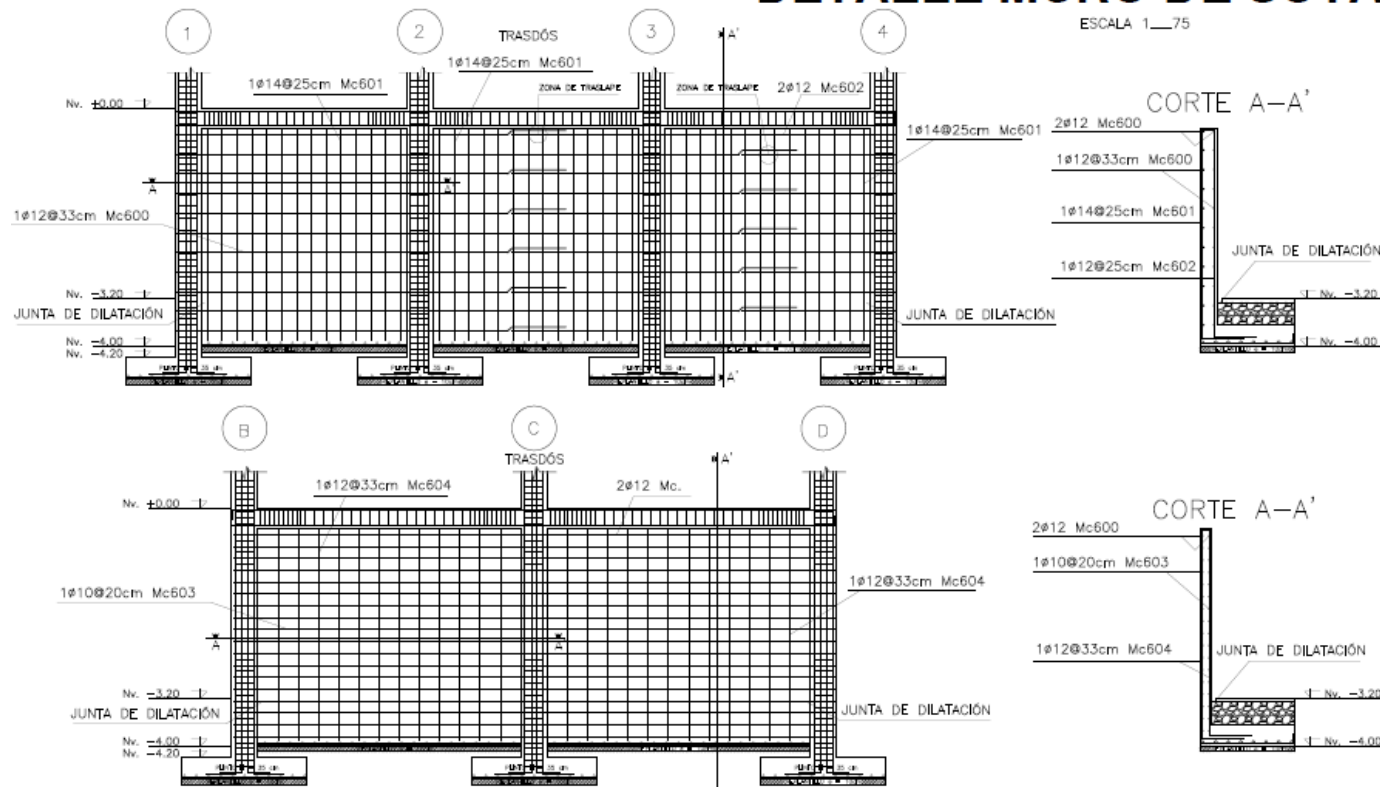 ESCALA 1__75
1
2
3
4
A'
TRASDÓS
1ø14@25cm Mc601
1ø14@25cm Mc601
ZONA DE TRASLAPE
ZONA DE TRASLAPE
2ø12 Mc602
Nv. +0.00
1ø14@25cm Mc601
A
A
1ø12@33cm Mc600
Nv. -3.20
JUNTA DE DILATACIÓN
JUNTA DE DILATACIÓN
Nv. -4.00
Nv. -4.20
A'
CORTE A-A'
2ø12 Mc600
1ø12@33cm Mc600
1ø14@25cm Mc601
1ø12@25cm Mc602
JUNTA DE DILATACIÓN
Nv. -3.20
Nv. -4.00
B
C
D
TRASDÓS
A'
1ø12@33cm Mc604
2ø12 Mc.
Nv. +0.00
1ø10@20cm Mc603
1ø12@33cm Mc604
A
A
Nv. -3.20
JUNTA DE DILATACIÓN
JUNTA DE DILATACIÓN
Nv. -4.00
Nv. -4.20
CORTE A-A'
2ø12 Mc600
1ø10@20cm Mc603
1ø12@33cm Mc604
JUNTA DE DILATACIÓN
Nv. -3.20
Nv. -4.00